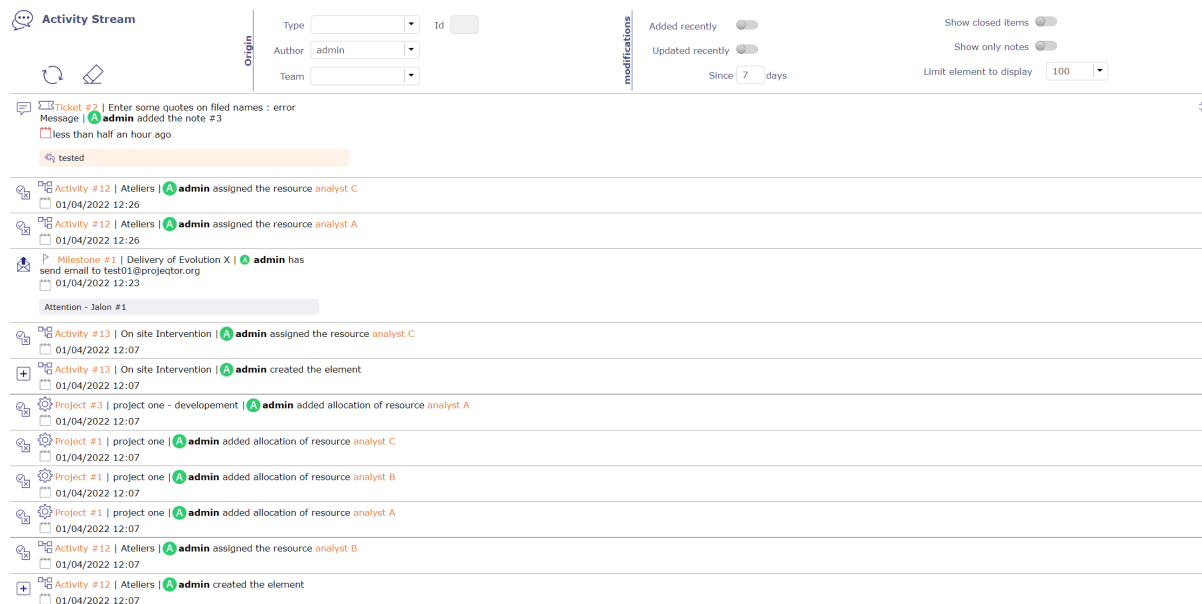 Activity Stream
Origin
Type
Id
Author admin
Team
modifications
Added recently
Updated recently
Since 7 days
Show closed items
Show only notes
Limit element to display 100
Ticket #2 | Enter some quotes on filed names : error
Message | A admin added the note #3
less than half an hour ago
tested
Activity #12 | Ateliers | A admin assigned the resource analyst C
01/04/2022 12:26
Activity #12 | Ateliers | A admin assigned the resource analyst A
01/04/2022 12:26
Milestone #1 | Delivery of Evolution X | A admin has
send email to test01@projeqtor.org
01/04/2022 12:23
Attention - Jalon #1
Activity #13 | On site Intervention | A admin assigned the resource analyst C
01/04/2022 12:07
Activity #13 | On site Intervention | A admin created the element
01/04/2022 12:07
Project #3 | project one - developement | A admin added allocation of resource analyst A
01/04/2022 12:07
Project #1 | project one | A admin added allocation of resource analyst C
01/04/2022 12:07
Project #1 | project one | A admin added allocation of resource analyst B
01/04/2022 12:07
Project #1 | project one | A admin added allocation of resource analyst A
01/04/2022 12:07
Activity #12 | Ateliers | A admin assigned the resource analyst B
01/04/2022 12:07
Activity #12 | Ateliers | A admin created the element
01/04/2022 12:07